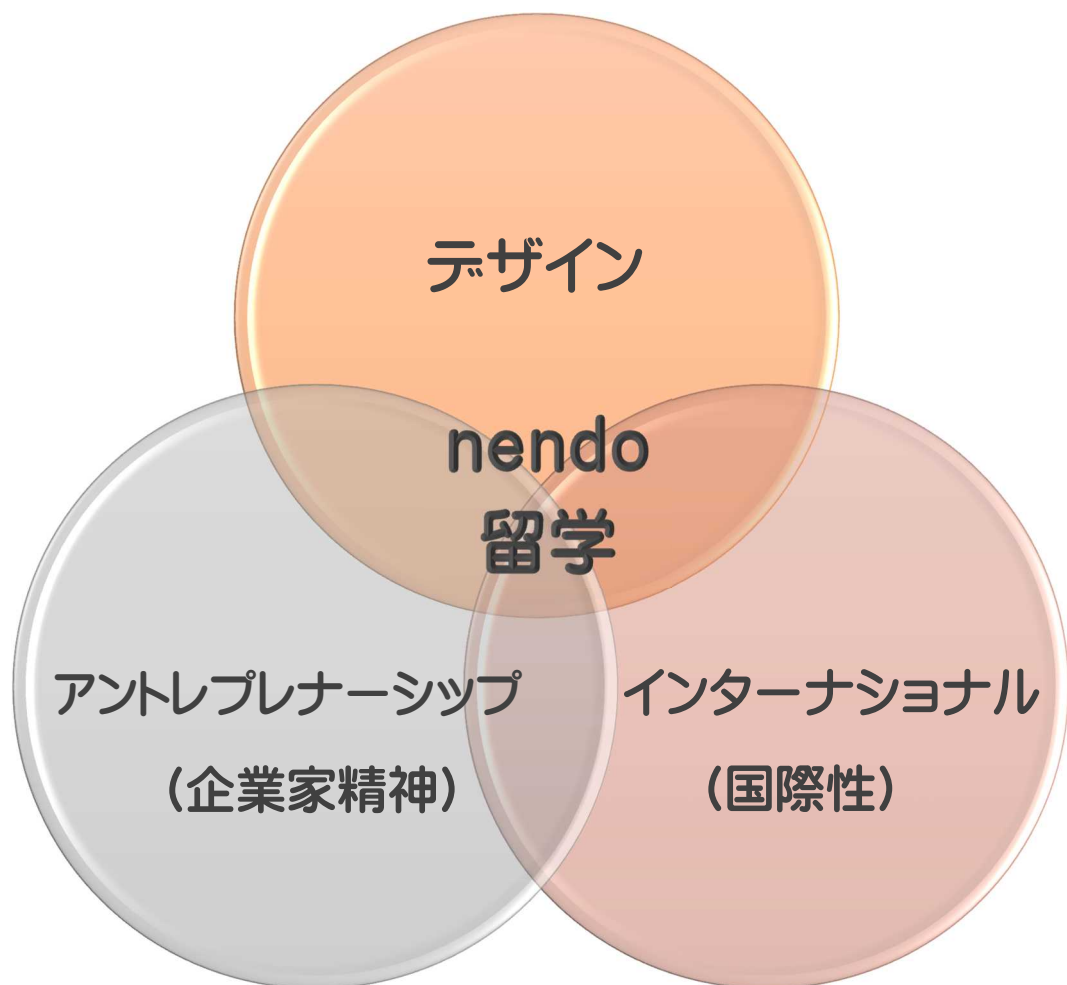 デザイン
nendo
留学
アントレプレナーシップ
(企業家精神)
インターナショナル
(国際性)